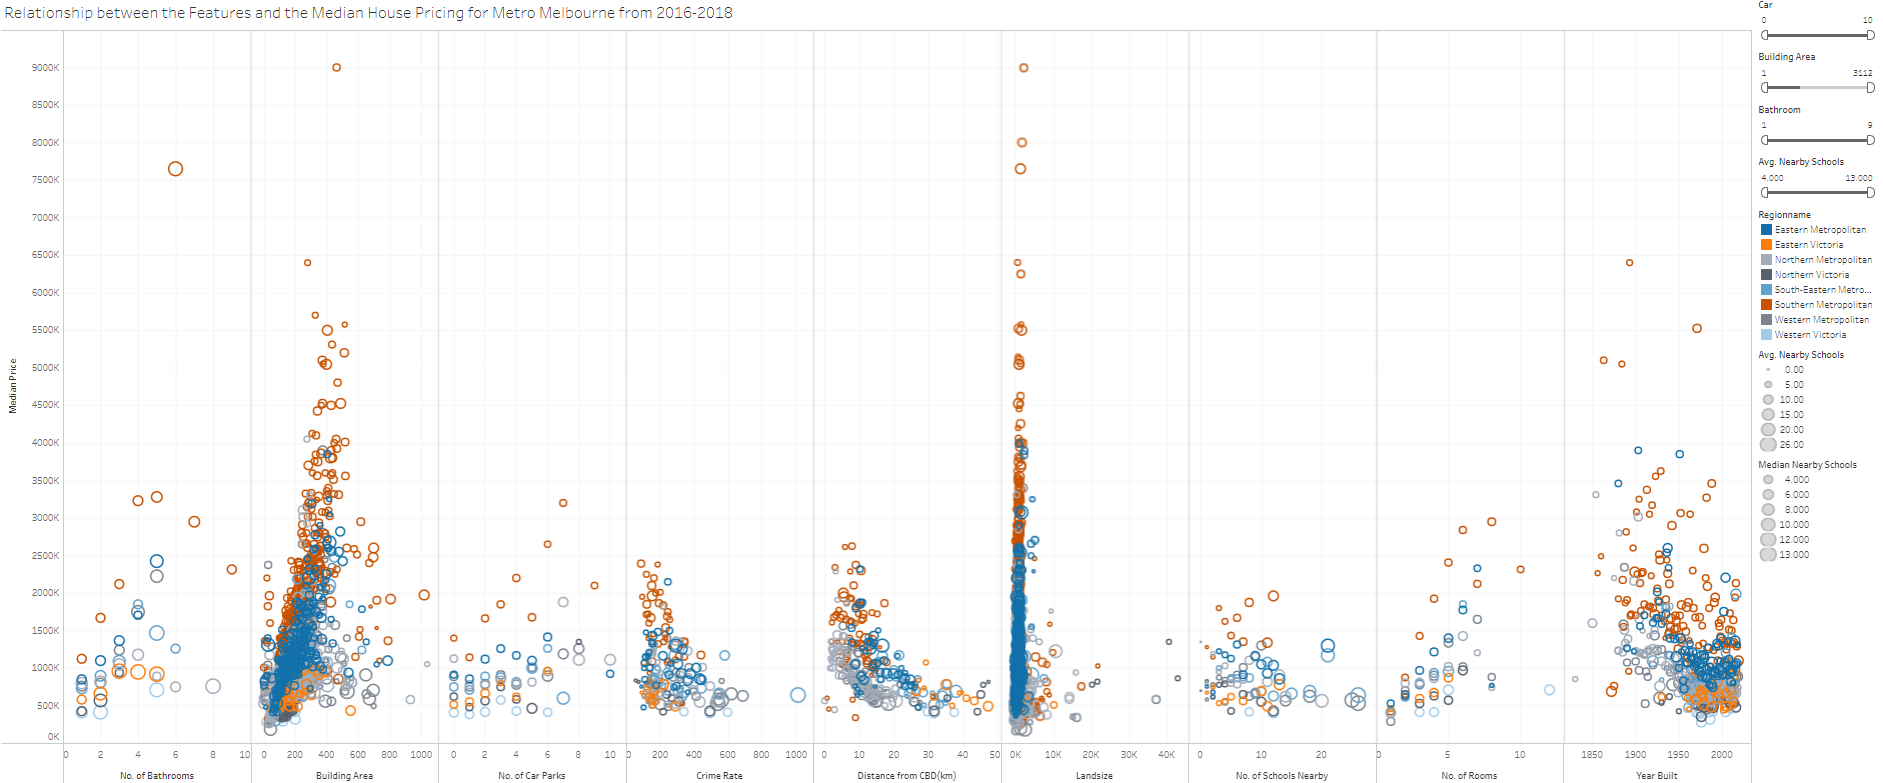 Relationship between the Features and the Median House Pricing for Metro Melbourne from 2016-2018
Median Price
9000K
8500K
8000K
7500K
7000K
6500K
6000K
5500K
5000K
4500K
4000K
3500K
3000K
2500K
2000K
1500K
1000K
500K
0K
0 2 4 6 8 10
No. of Bathrooms
0 200 400 600 800 1000
Building Area
0 2 4 6 8 10
No. of Car Parks
0 200 400 600 800 1000
Crime Rate
0 10 20 30 40 50
Distance from CBD(km)
0K 10K 20K 30K 40K
Landsize
0 10 20
No. of Schools Nearby
0 5 10
No. of Rooms
1850 1900 1950 2000
Year Built
Car
0 10
Building Area
1 3112
Bathroom
1 9
Avg. Nearby Schools
4.000 13.000
Regionname
Eastern Metropolitan
Eastern Victoria
Northern Metropolitan
Northern Victoria
South-Eastern Metro...
Southern Metropolitan
Western Metropolitan
Western Victoria
Avg. Nearby Schools
0.00
5.00
10.00
15.00
20.00
26.00
Median Nearby Schools
4.000
6.000
8.000
10.000
12.000
13.000